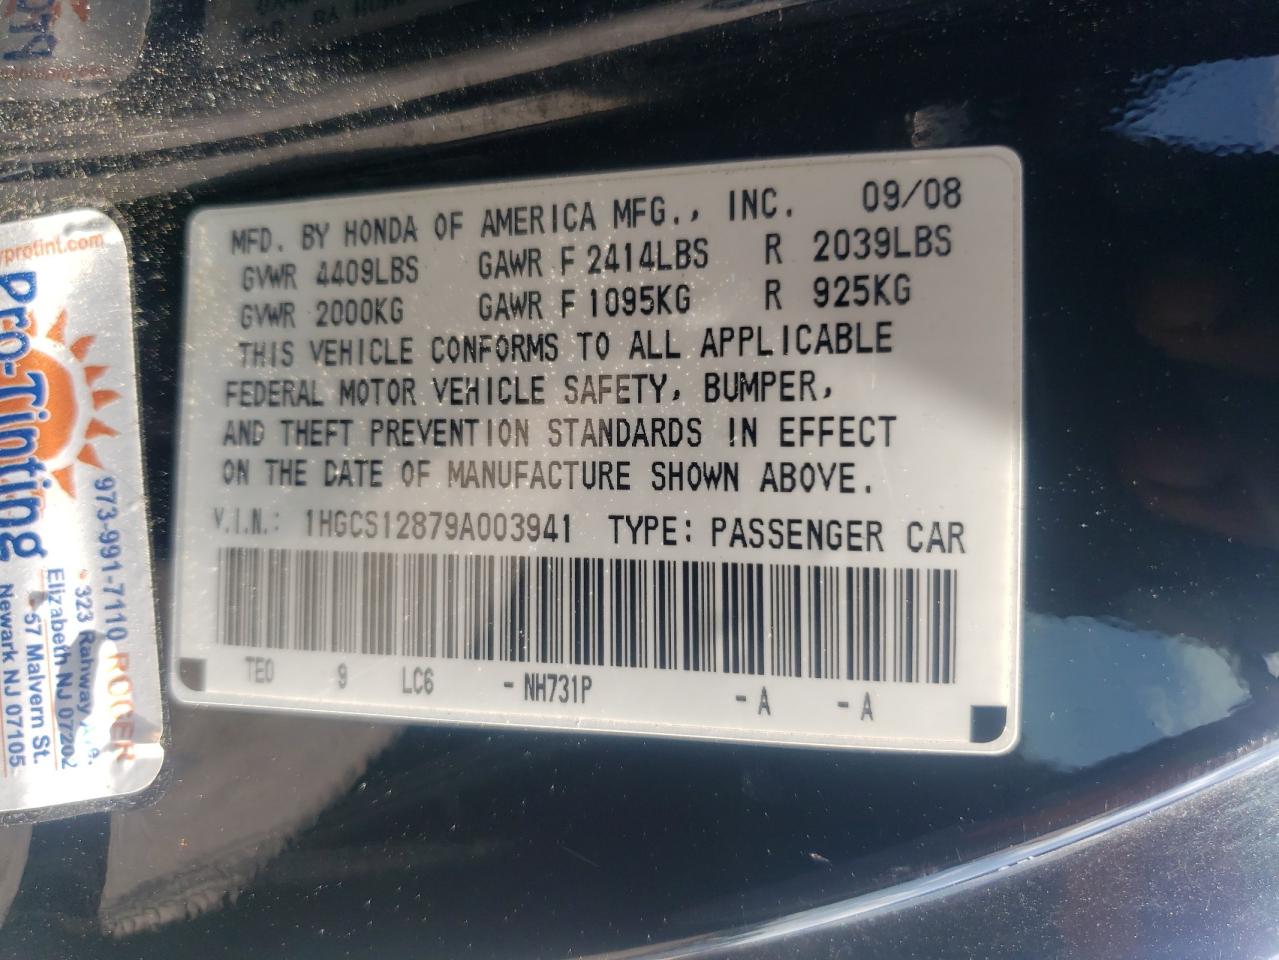 MFD. BY HONDA OF AMERICA MFG., INC. 09/08
GVWR 4409LBS GAWR F 2414LBS R 2039LBS
GVWR 2000KG GAWR F 1095KG R 925KG
THIS VEHICLE CONFORMS TO ALL APPLICABLE
FEDERAL MOTOR VEHICLE SAFETY, BUMPER,
AND THEFT PREVENTION STANDARDS IN EFFECT
ON THE DATE OF MANUFACTURE SHOWN ABOVE.
V.I.N.: 1HGCS12879A003941 TYPE: PASSENGER CAR
TE0 9 LC6 - NH731P - A - A
Pro-Tinting
973-991-7110 ROGER
• 323 Rahway
Elizabeth NJ 07202
• 57 Malvern St.
Newark NJ 07105